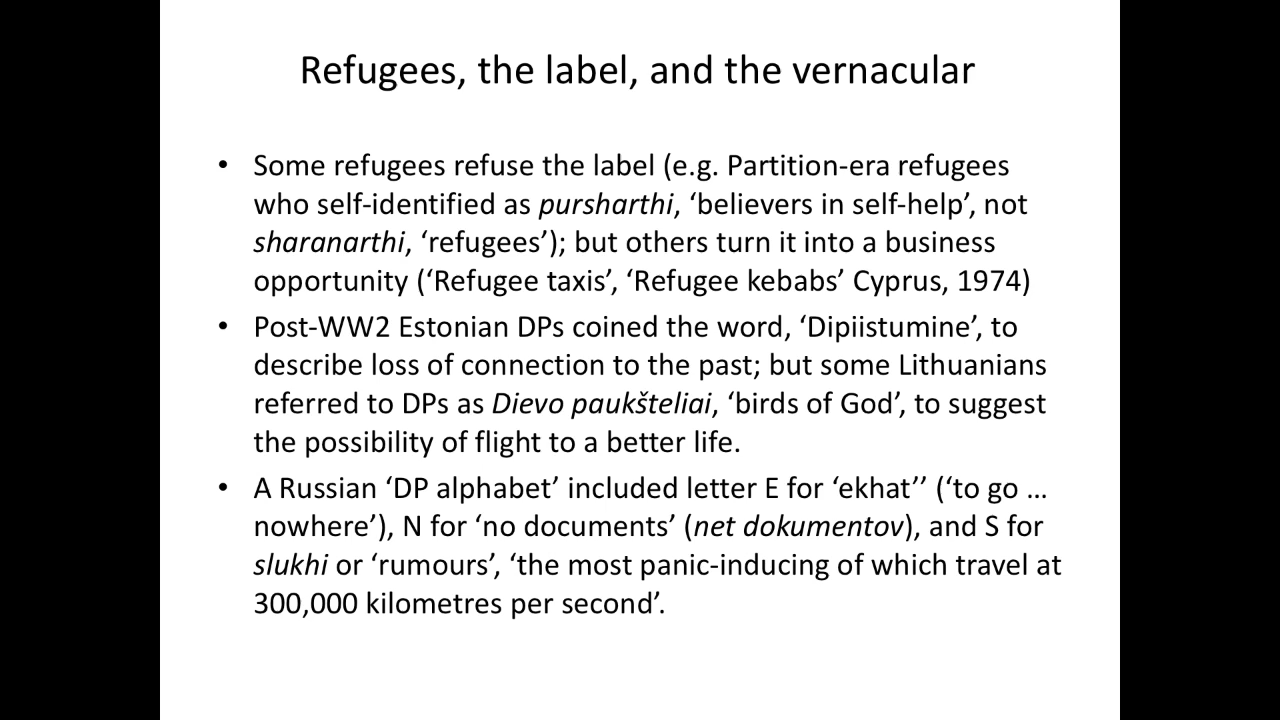 Refugees, the label, and the vernacular
• Some refugees refuse the label (e.g. Partition-era refugees
who self-identified as pursharthi, ‘believers in self-help’, not
sharanarthi, ‘refugees’); but others turn it into a business
opportunity (‘Refugee taxis’, ‘Refugee kebabs’ Cyprus, 1974)
• Post-WW2 Estonian DPs coined the word, ‘Dipiistumine’, to
describe loss of connection to the past; but some Lithuanians
referred to DPs as Dievo paukšteliai, ‘birds of God’, to suggest
the possibility of flight to a better life.
• A Russian ‘DP alphabet’ included letter E for ‘ekhat’’ (‘to go …
nowhere’), N for ‘no documents’ (net dokumentov), and S for
slukhi or ‘rumours’, ‘the most panic-inducing of which travel at
300,000 kilometres per second’.